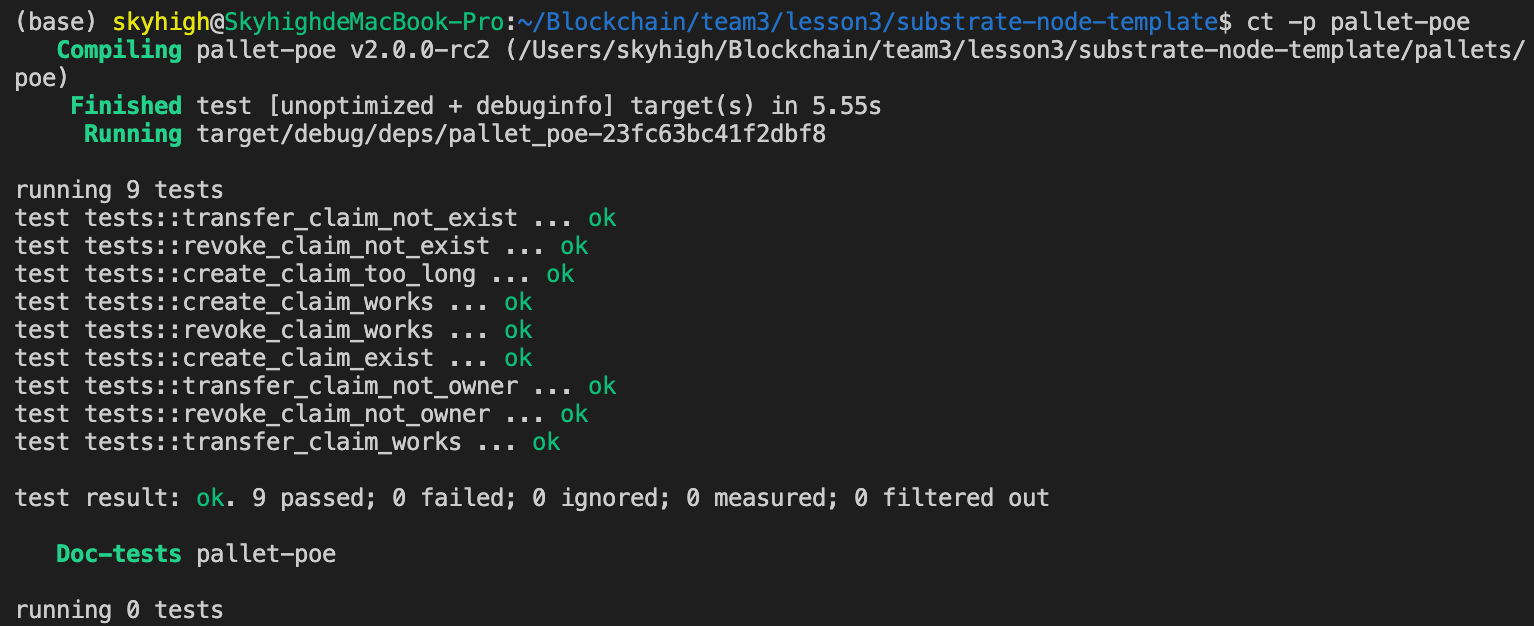 (base) skyhigh@SkyhighdeMacBook-Pro:~/Blockchain/team3/lesson3/substrate-node-template$ ct -p pallet-poe
Compiling pallet-poe v2.0.0-rc2 (/Users/skyhigh/Blockchain/team3/lesson3/substrate-node-template/pallets/
poe)
Finished test [unoptimized + debuginfo] target(s) in 5.55s
Running target/debug/deps/pallet_poe-23fc63bc41f2dbf8
running 9 tests
test tests::transfer_claim_not_exist ... ok
test tests::revoke_claim_not_exist ... ok
test tests::create_claim_too_long ... ok
test tests::create_claim_works ... ok
test tests::revoke_claim_works ... ok
test tests::create_claim_exist ... ok
test tests::transfer_claim_not_owner ... ok
test tests::revoke_claim_not_owner ... ok
test tests::transfer_claim_works ... ok
test result: ok. 9 passed; 0 failed; 0 ignored; 0 measured; 0 filtered out
Doc-tests pallet-poe
running 0 tests